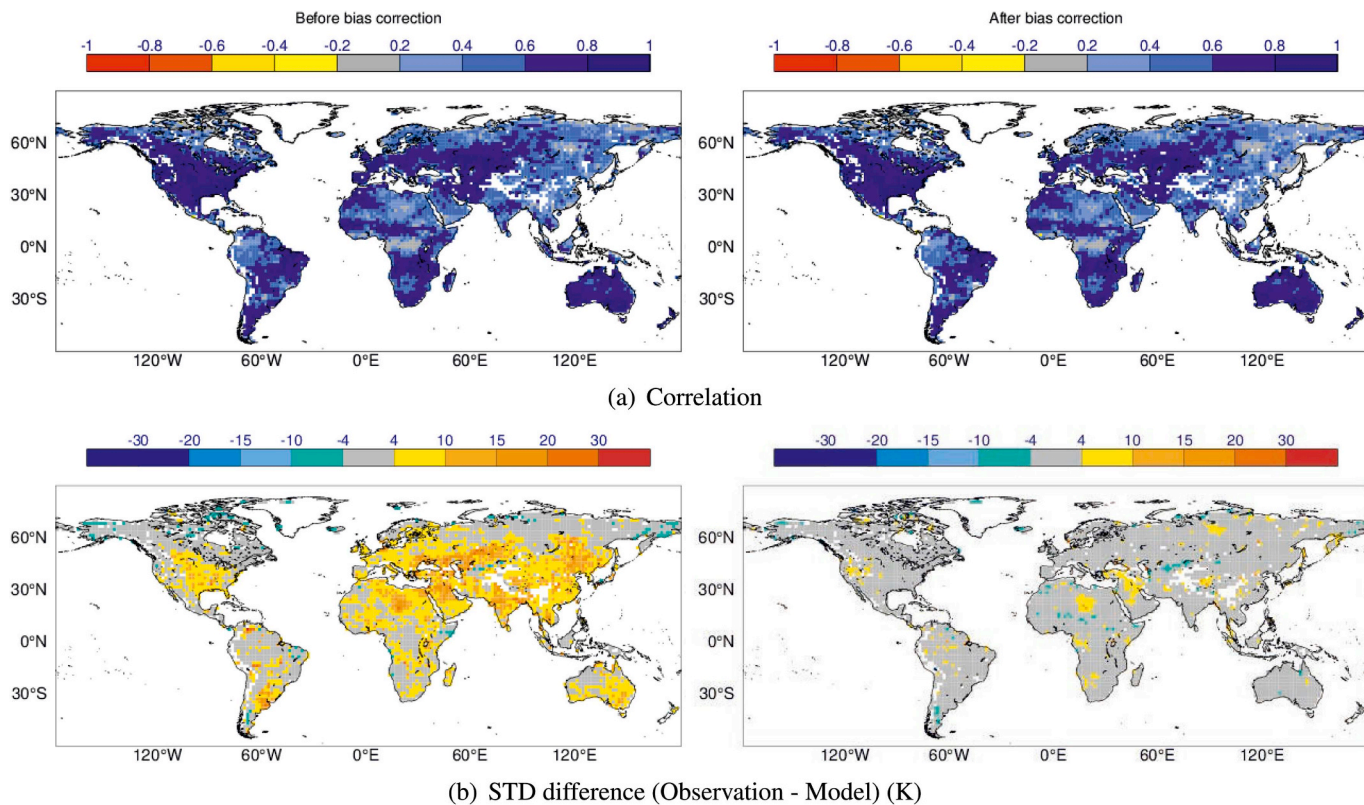 Before bias correction
After bias correction
-1 -0.8 -0.6 -0.4 -0.2 0.2 0.4 0.6 0.8 1
-1 -0.8 -0.6 -0.4 -0.2 0.2 0.4 0.6 0.8 1
60°N
30°N
0°N
30°S
120°W 60°W 0°E 60°E 120°E
60°N
30°N
0°N
30°S
120°W 60°W 0°E 60°E 120°E
(a) Correlation
-30 -20 -15 -10 -4 4 10 15 20 30
-30 -20 -15 -10 -4 4 10 15 20 30
60°N
30°N
0°N
30°S
120°W 60°W 0°E 60°E 120°E
60°N
30°N
0°N
30°S
120°W 60°W 0°E 60°E 120°E
(b) STD difference (Observation - Model) (K)